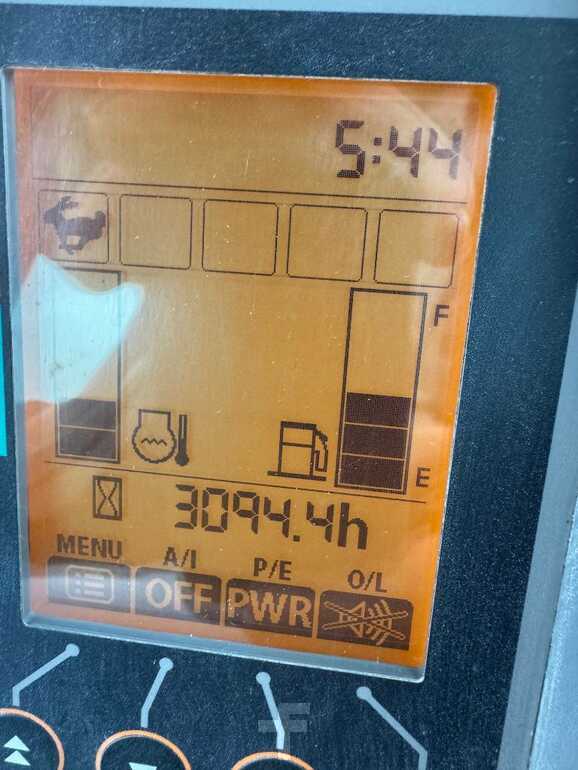 5:44
F
E
3094.4h
MENU A/I P/E O/L
OFF PWR